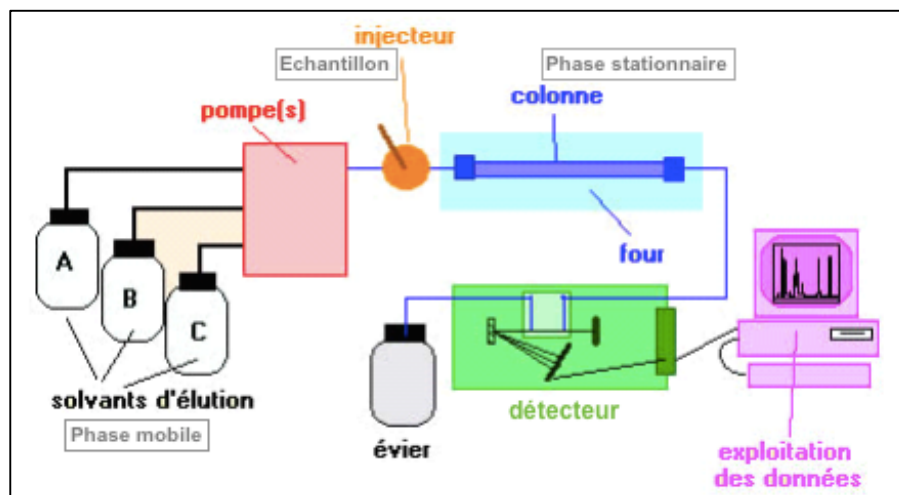 injecteur
Echantillon
Phase stationnaire
colonne
pompe(s)
four
A
B
C
solvants d'élution
Phase mobile
évier
détecteur
exploitation
des données